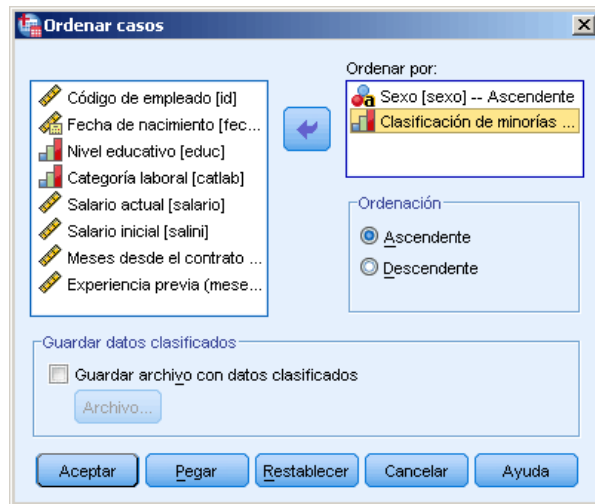 Ordenar casos
Código de empleado [id]
Fecha de nacimiento [fec...
Nivel educativo [educ]
Categoría laboral [catlab]
Salario actual [salario]
Salario inicial [salini]
Meses desde el contrato ...
Experiencia previa (mese...
Ordenar por:
Sexo [sexo] -- Ascendente
Clasificación de minorías ...
Ordenación
Ascendente
Descendente
Guardar datos clasificados
Guardar archivo con datos clasificados
Archivo...
Aceptar
Pegar
Restablecer
Cancelar
Ayuda